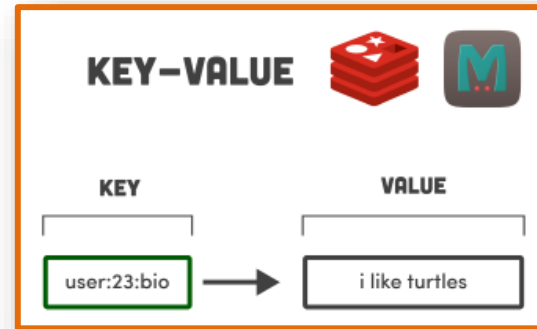 KEY-VALUE
KEY
VALUE
user:23:bio
i like turtles